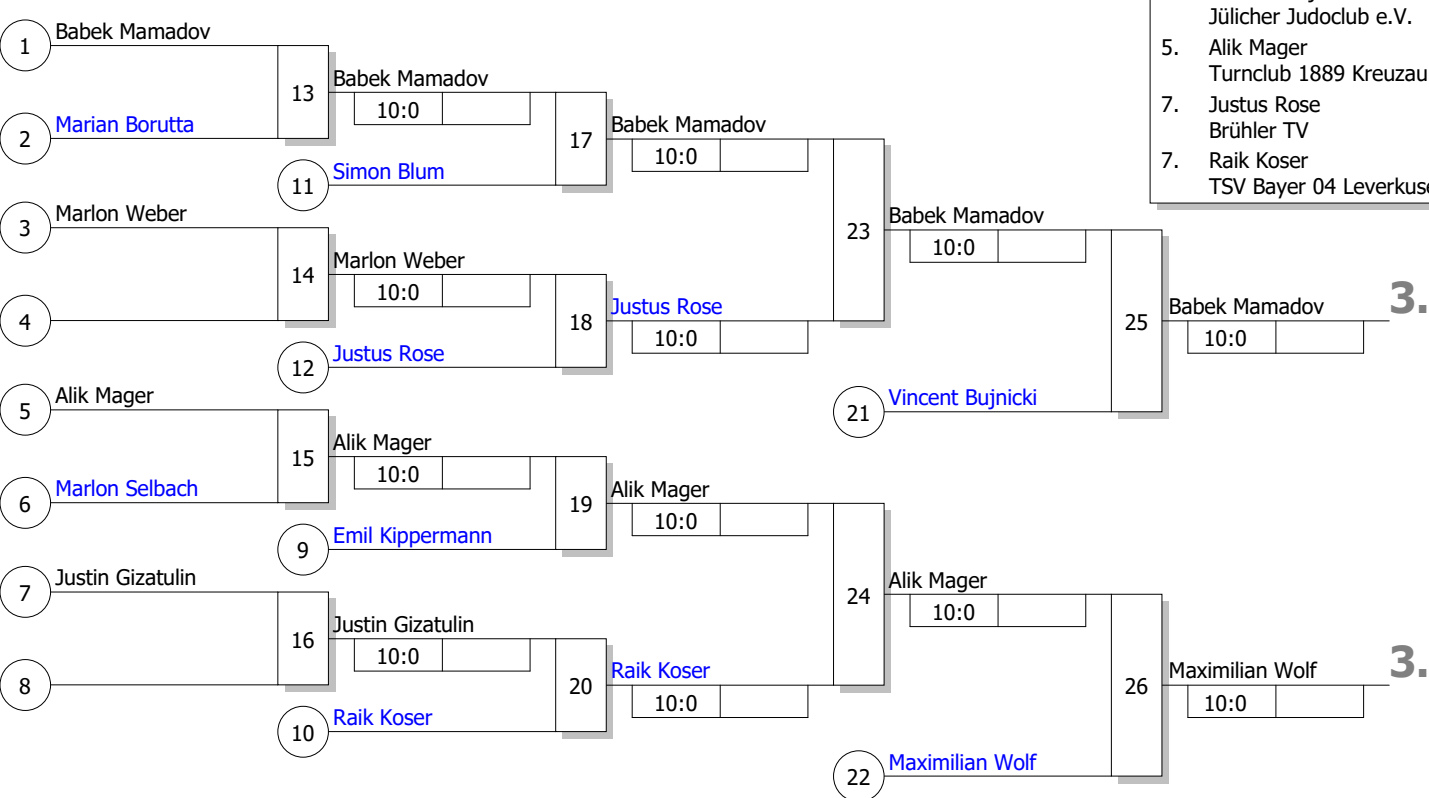 Jülicher Judoclub e.V.
5. Alik Mager
Turnclub 1889 Kreuzau
7. Justus Rose
Brühler TV
7. Raik Koser
TSV Bayer 04 Leverkuse
1 Babek Mamadov
13 Babek Mamadov
10:0
2 Marian Borutta
17 Babek Mamadov
10:0
11 Simon Blum
3 Marlon Weber
23 Babek Mamadov
10:0
14 Marlon Weber
10:0
4
18 Justus Rose
10:0
12 Justus Rose
25 Babek Mamadov 3.
10:0
5 Alik Mager
21 Vincent Bujnicki
15 Alik Mager
10:0
6 Marlon Selbach
19 Alik Mager
10:0
9 Emil Kippermann
7 Justin Gizatulin
24 Alik Mager
10:0
16 Justin Gizatulin
10:0
8
20 Raik Koser
10:0
10 Raik Koser
26 Maximilian Wolf 3.
10:0
22 Maximilian Wolf